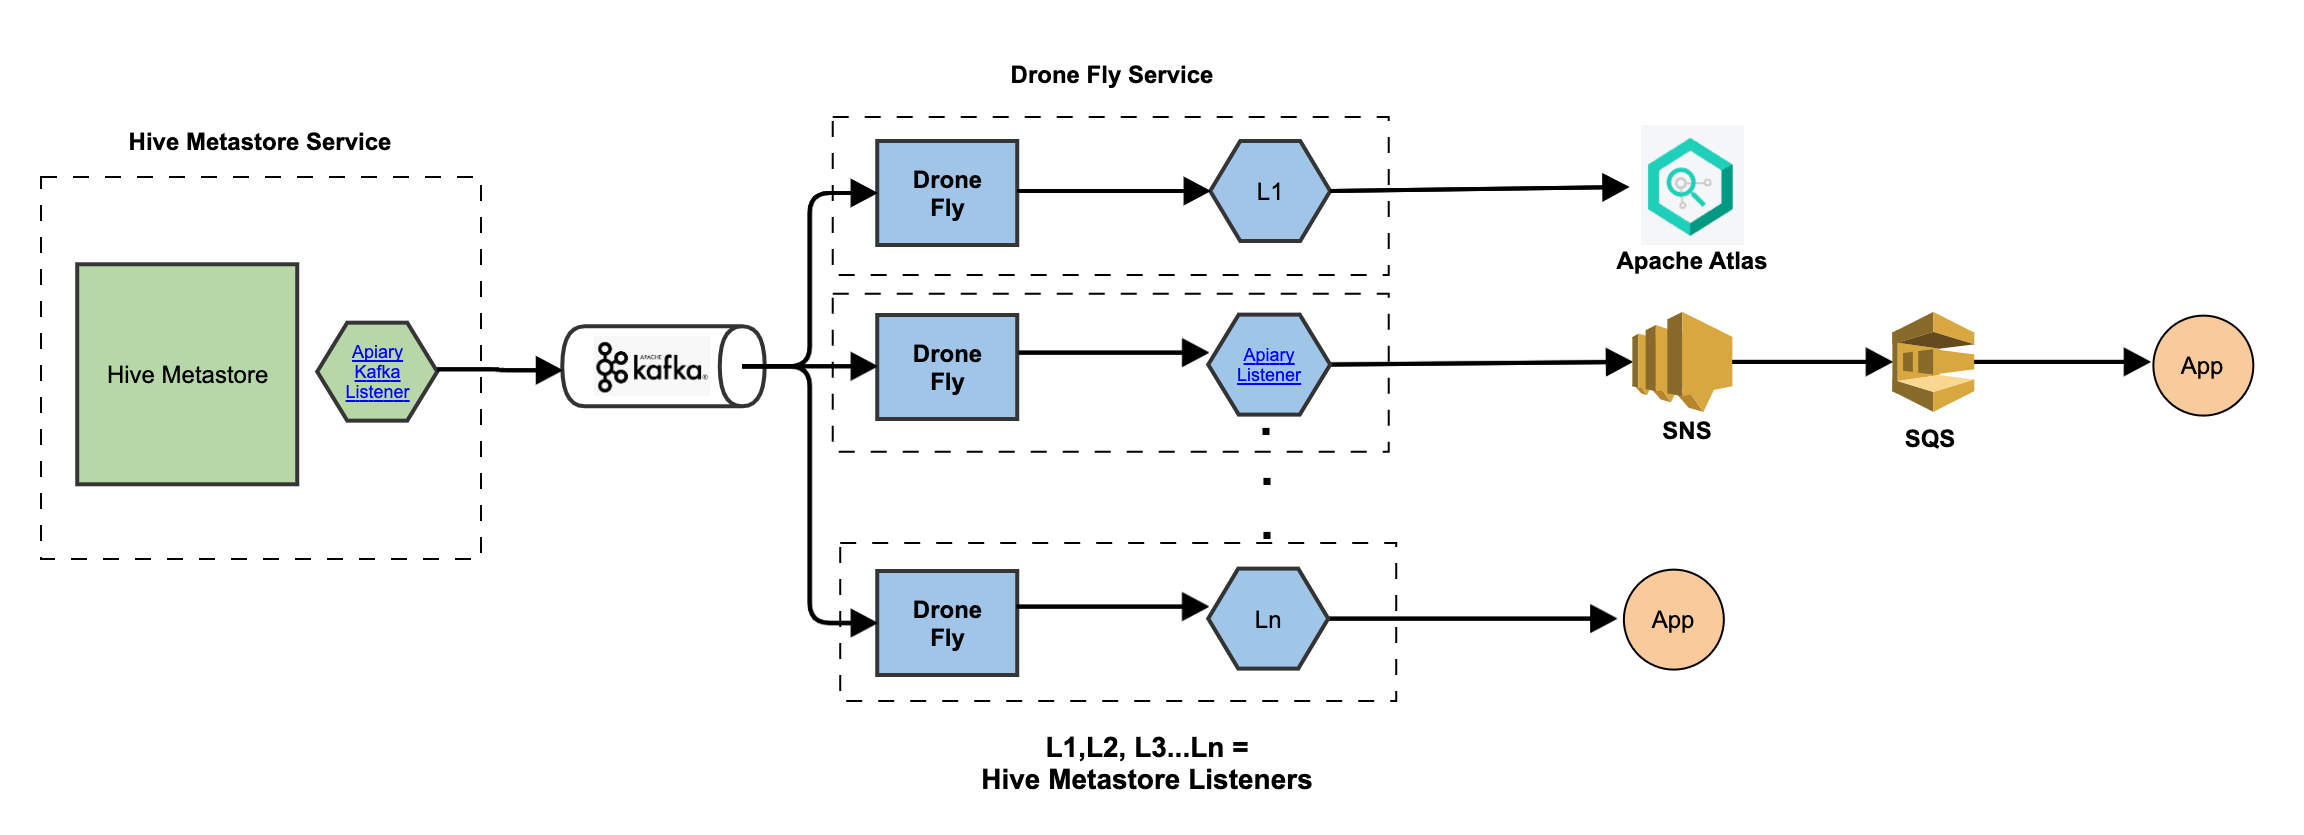 Drone Fly Service
Hive Metastore Service
Hive Metastore
Apiary
Kafka
Listener
APACHE
kafka®
Drone
Fly
L1
Apache Atlas
Drone
Fly
Apiary
Listener
SNS
SQS
App
Drone
Fly
Ln
App
L1,L2, L3...Ln =
Hive Metastore Listeners